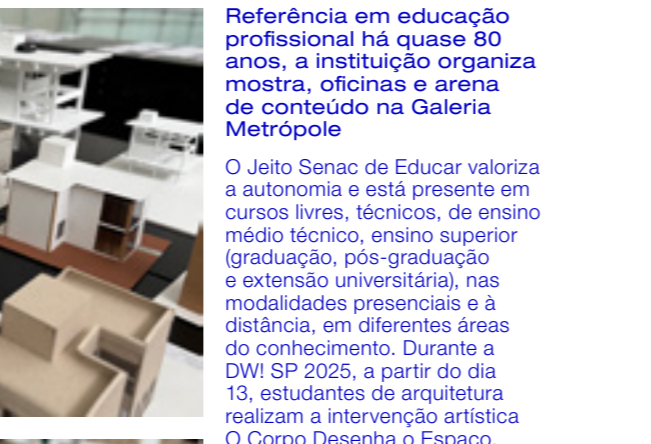 Referência em educação
profissional há quase 80
anos, a instituição organiza
mostra, oficinas e arena
de conteúdo na Galeria
Metrópole
O Jeito Senac de Educar valoriza
a autonomia e está presente em
cursos livres, técnicos, de ensino
médio técnico, ensino superior
(graduação, pós-graduação
e extensão universitária), nas
modalidades presenciais e à
distância, em diferentes áreas
do conhecimento. Durante a
DW! SP 2025, a partir do dia
13, estudantes de arquitetura
realizam a intervenção artística
O Corpo Desenha o Espaço,